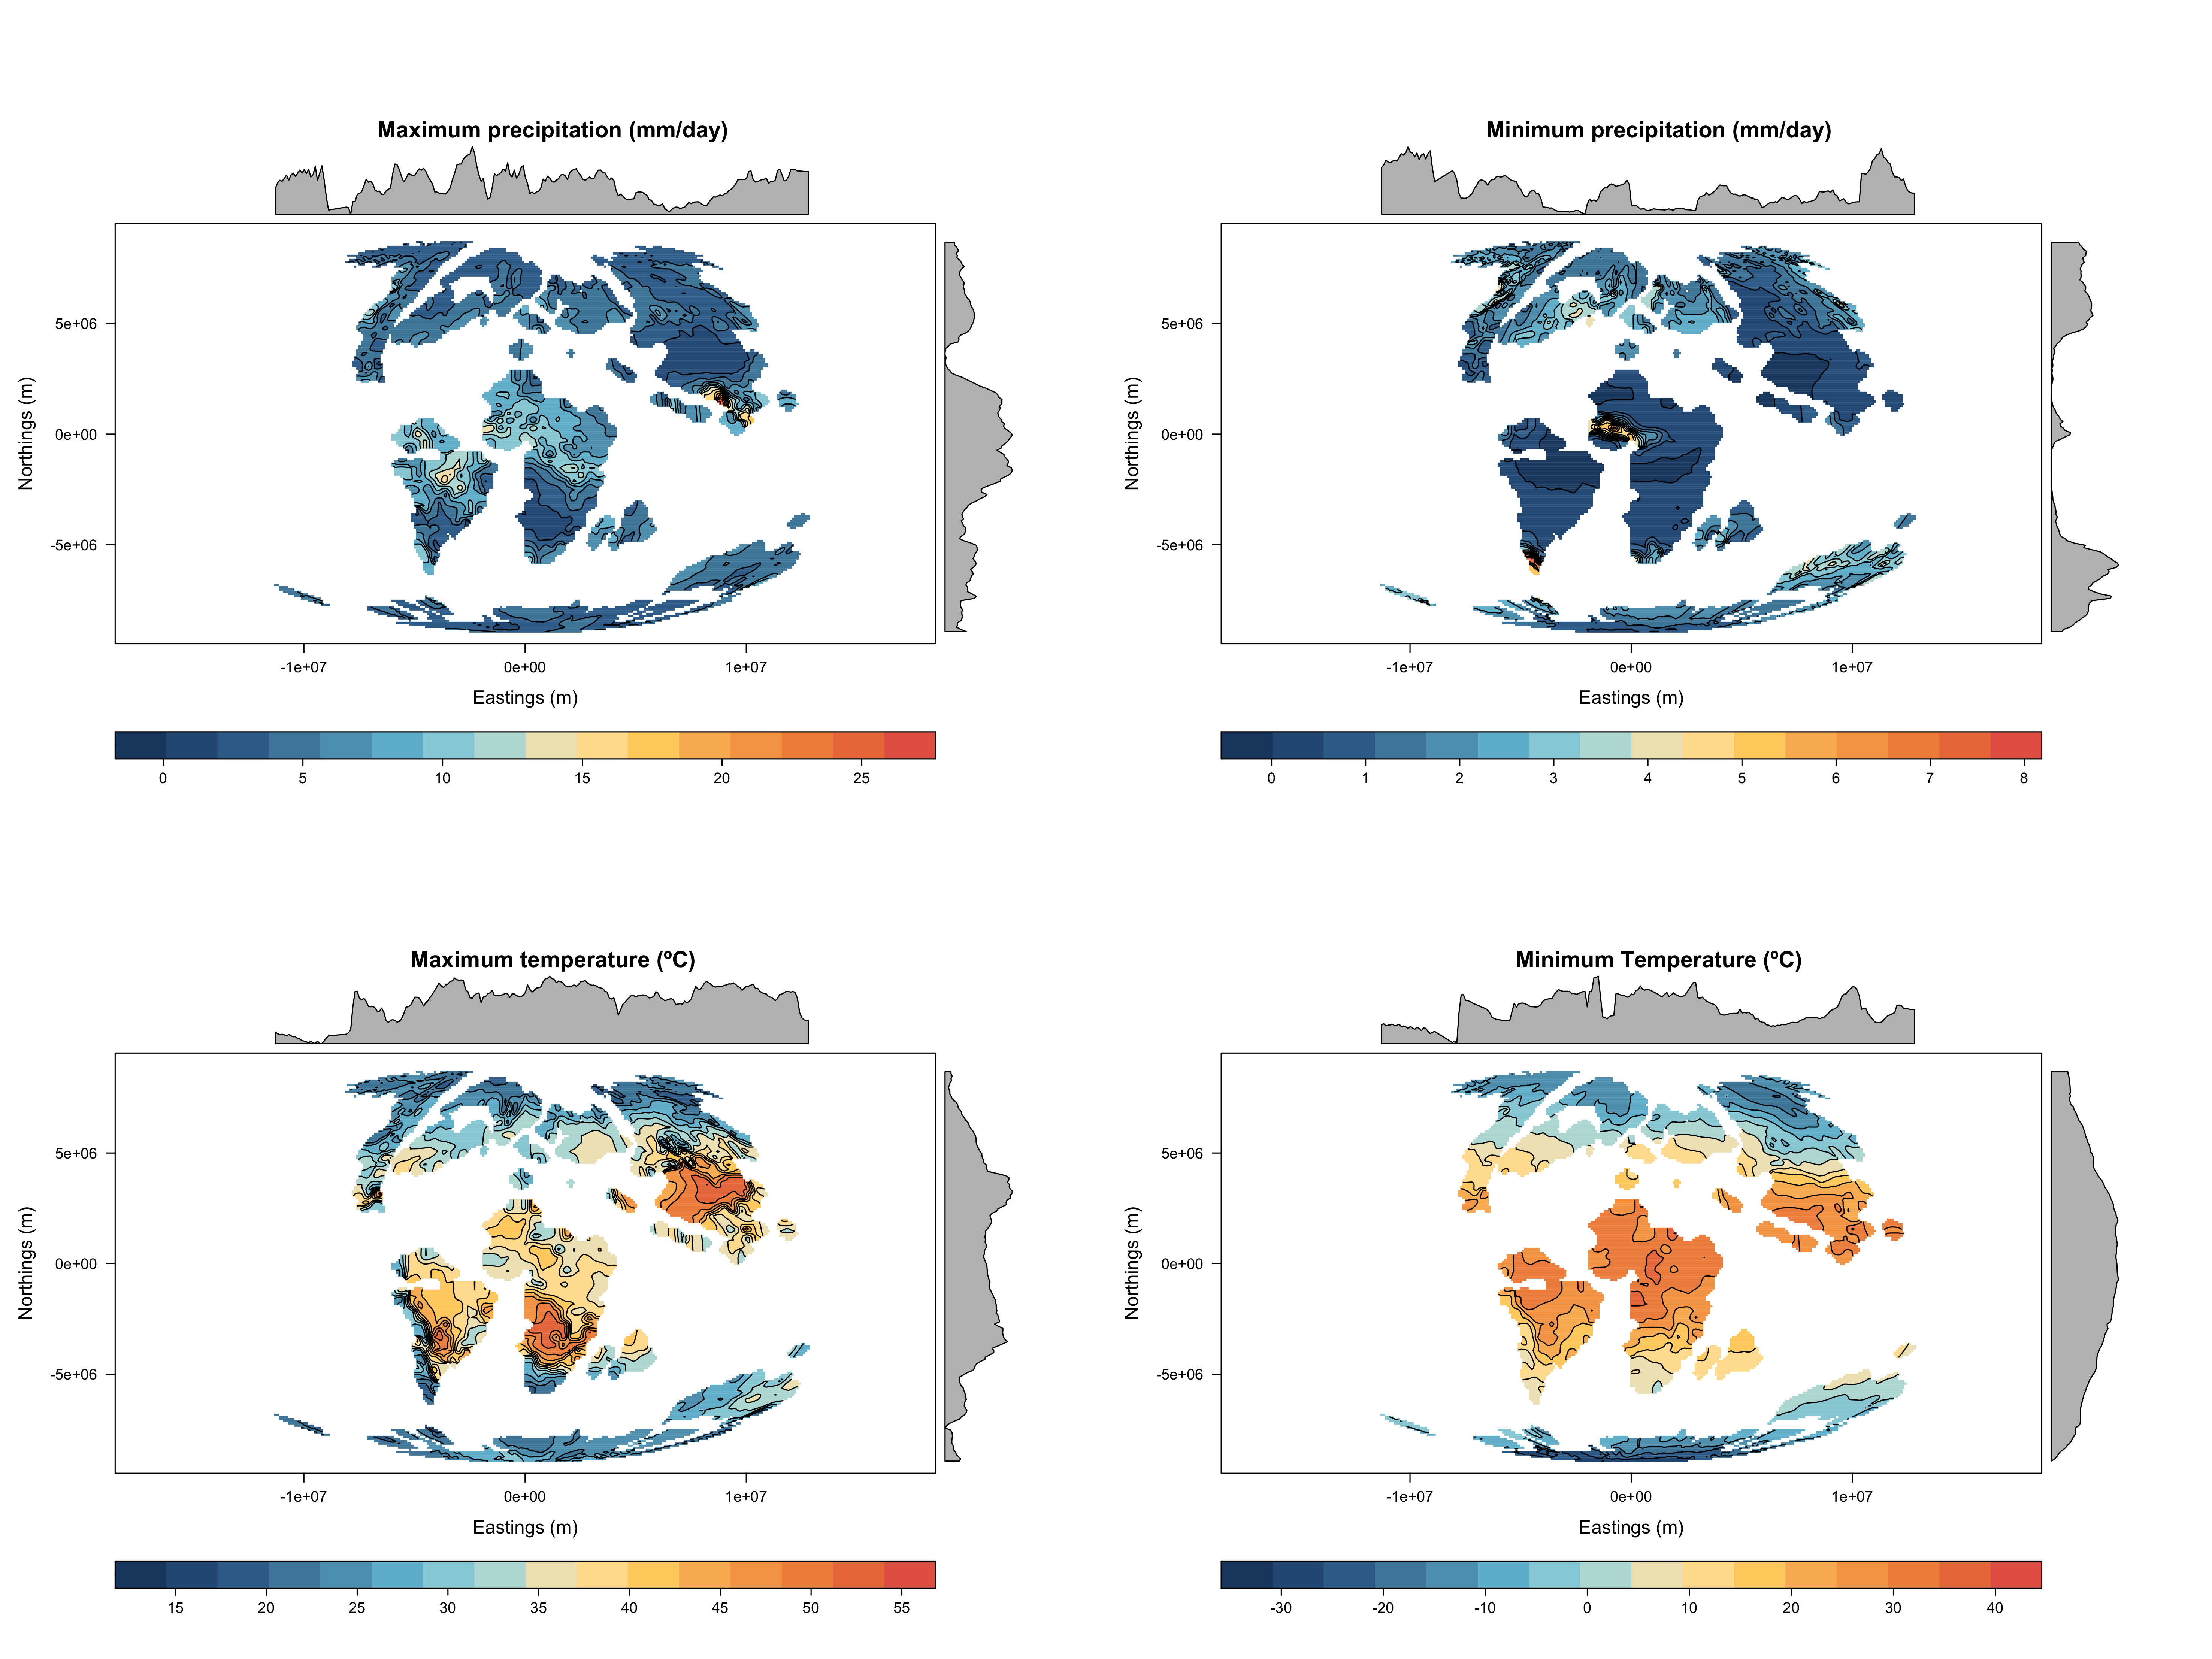 Maximum precipitation (mm/day)
Northings (m)
5e+06
0e+00
-5e+06
-1e+07 0e+00 1e+07
Eastings (m)
0 5 10 15 20 25
Minimum precipitation (mm/day)
Northings (m)
5e+06
0e+00
-5e+06
-1e+07 0e+00 1e+07
Eastings (m)
0 1 2 3 4 5 6 7 8
Maximum temperature (ºC)
Northings (m)
5e+06
0e+00
-5e+06
-1e+07 0e+00 1e+07
Eastings (m)
15 20 25 30 35 40 45 50 55
Minimum Temperature (ºC)
Northings (m)
5e+06
0e+00
-5e+06
-1e+07 0e+00 1e+07
Eastings (m)
-30 -20 -10 0 10 20 30 40